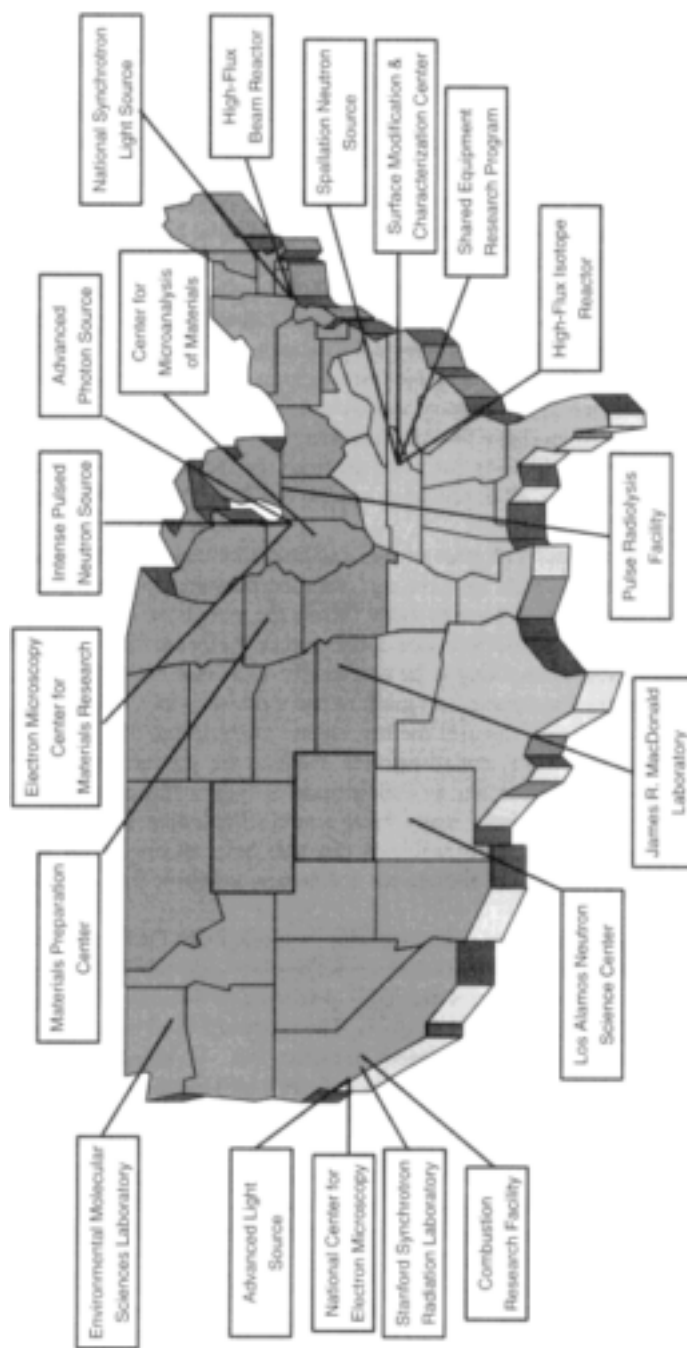 Environmental Molecular
Sciences Laboratory
Materials Preparation
Center
Electron Microscopy
Center for
Materials Research
Intense Pulsed
Neutron Source
Advanced
Photon Source
Center for
Microanalysis
of Materials
National Synchrotron
Light Source
High-Flux
Beam Reactor
Spallation Neutron
Source
Surface Modification &
Characterization Center
Shared Equipment
Research Program
High-Flux Isotope
Reactor
Pulse Radiolysis
Facility
James R. MacDonald
Laboratory
Los Alamos Neutron
Science Center
Advanced Light
Source
National Center for
Electron Microscopy
Stanford Synchrotron
Radiation Laboratory
Combustion
Research Facility